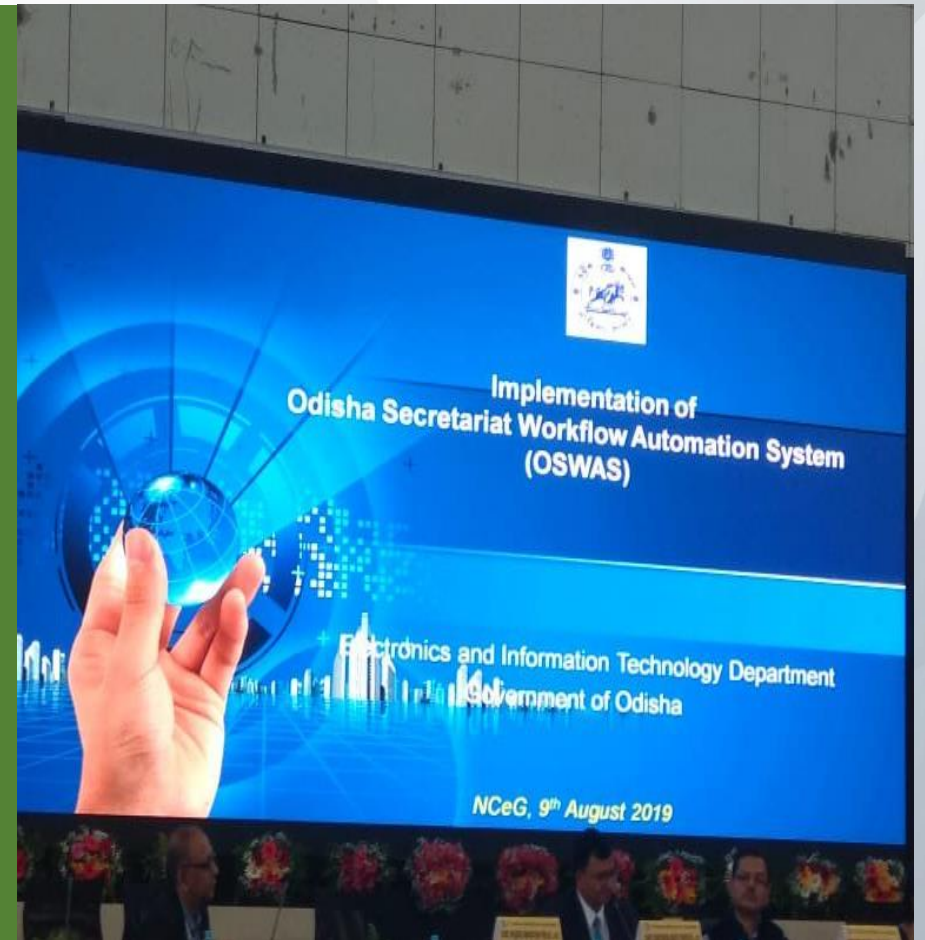 Implementation of
Odisha Secretariat Workflow Automation System
(OSWAS)
Electronics and Information Technology Department
Government of Odisha
NCeG, 9th August 2019